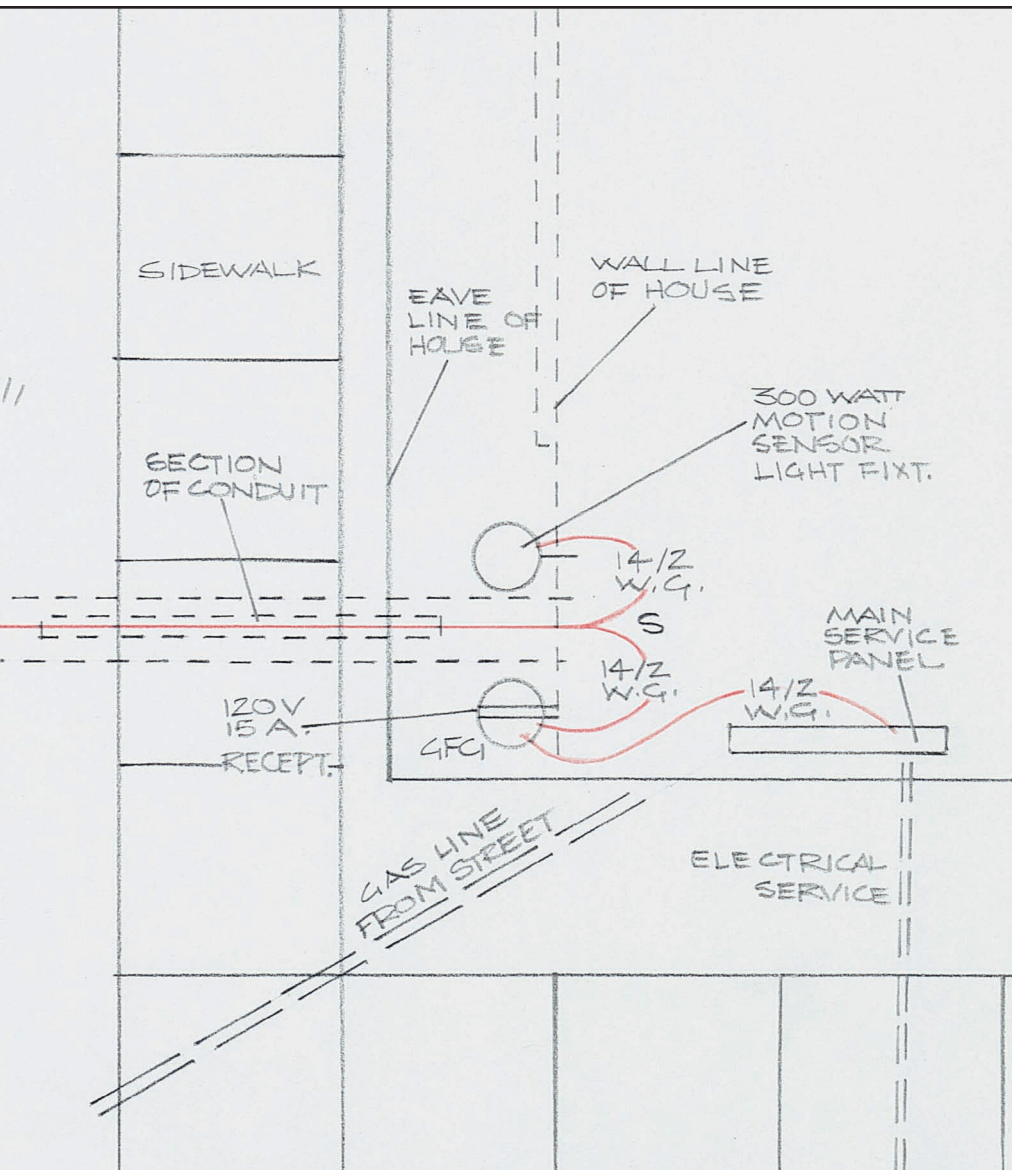 SIDEWALK
EAVE
LINE OF
HOUSE
WALL LINE
OF HOUSE
300 WATT
MOTION
SENSOR
LIGHT FIXT.
SECTION
OF CONDUIT
14/2
W.G.
S
MAIN
SERVICE
PANEL
14/2
W.G.
14/2
W.G.
120V
15 A.
RECEPT.
GFCI
GAS LINE
FROM STREET
ELECTRICAL
SERVICE